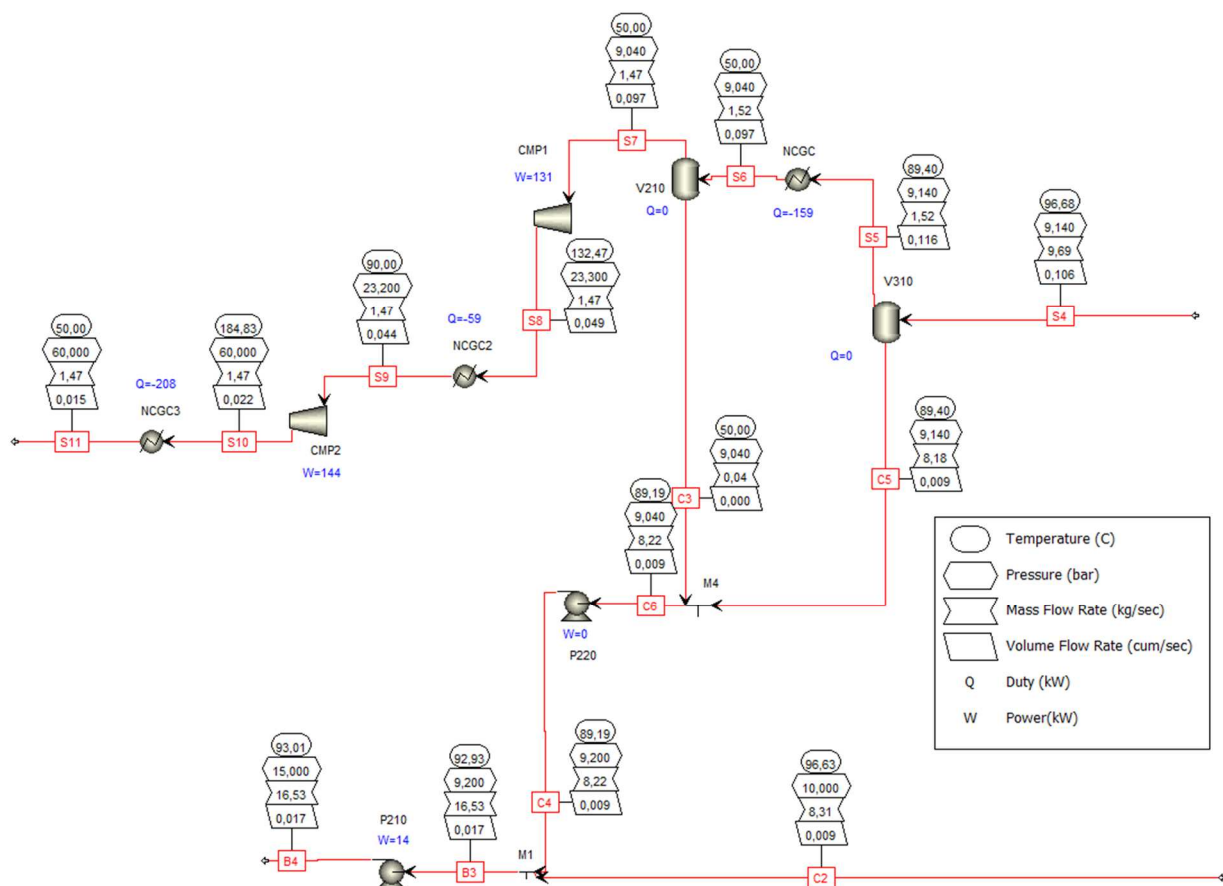 50,00
9,040
1,47
0,097
S7
50,00
9,040
1,52
0,097
S6
CMP1
W=131
V210
Q=0
NCGC
Q=-159
89,40
9,140
1,52
0,116
S5
96,68
9,140
9,69
0,106
S4
V310
Q=0
132,47
23,300
1,47
0,049
S8
90,00
23,200
1,47
0,044
S9
Q=-59
NCGC2
184,83
60,000
1,47
0,022
S10
50,00
60,000
1,47
0,015
S11
Q=-208
NCGC3
CMP2
W=144
50,00
9,040
0,04
0,000
C3
89,40
9,140
8,18
0,009
C5
89,19
9,040
8,22
0,009
C6
M4
W=0
P220
Temperature (C)
Pressure (bar)
Mass Flow Rate (kg/sec)
Volume Flow Rate (cum/sec)
Q Duty (kW)
W Power(kW)
89,19
9,200
8,22
0,009
C4
93,01
15,000
16,53
0,017
B4
P210
W=14
92,93
9,200
16,53
0,017
B3
M1
96,63
10,000
8,31
0,009
C2